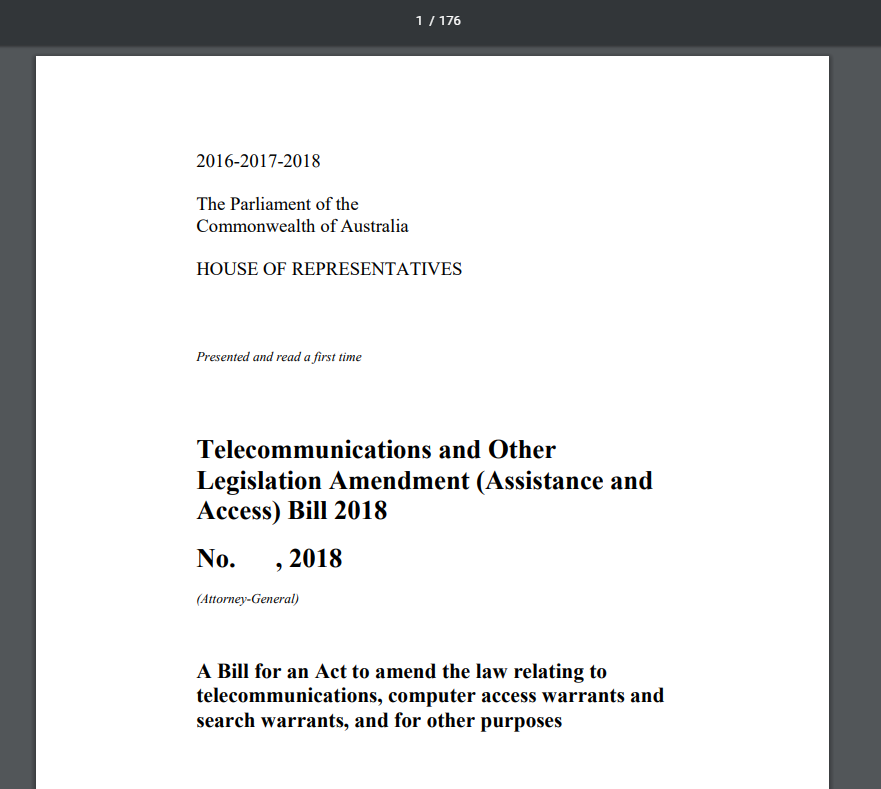 1 / 176
2016-2017-2018
The Parliament of the
Commonwealth of Australia
HOUSE OF REPRESENTATIVES
Presented and read a first time
Telecommunications and Other
Legislation Amendment (Assistance and
Access) Bill 2018
No. , 2018
(Attorney-General)
A Bill for an Act to amend the law relating to
telecommunications, computer access warrants and
search warrants, and for other purposes